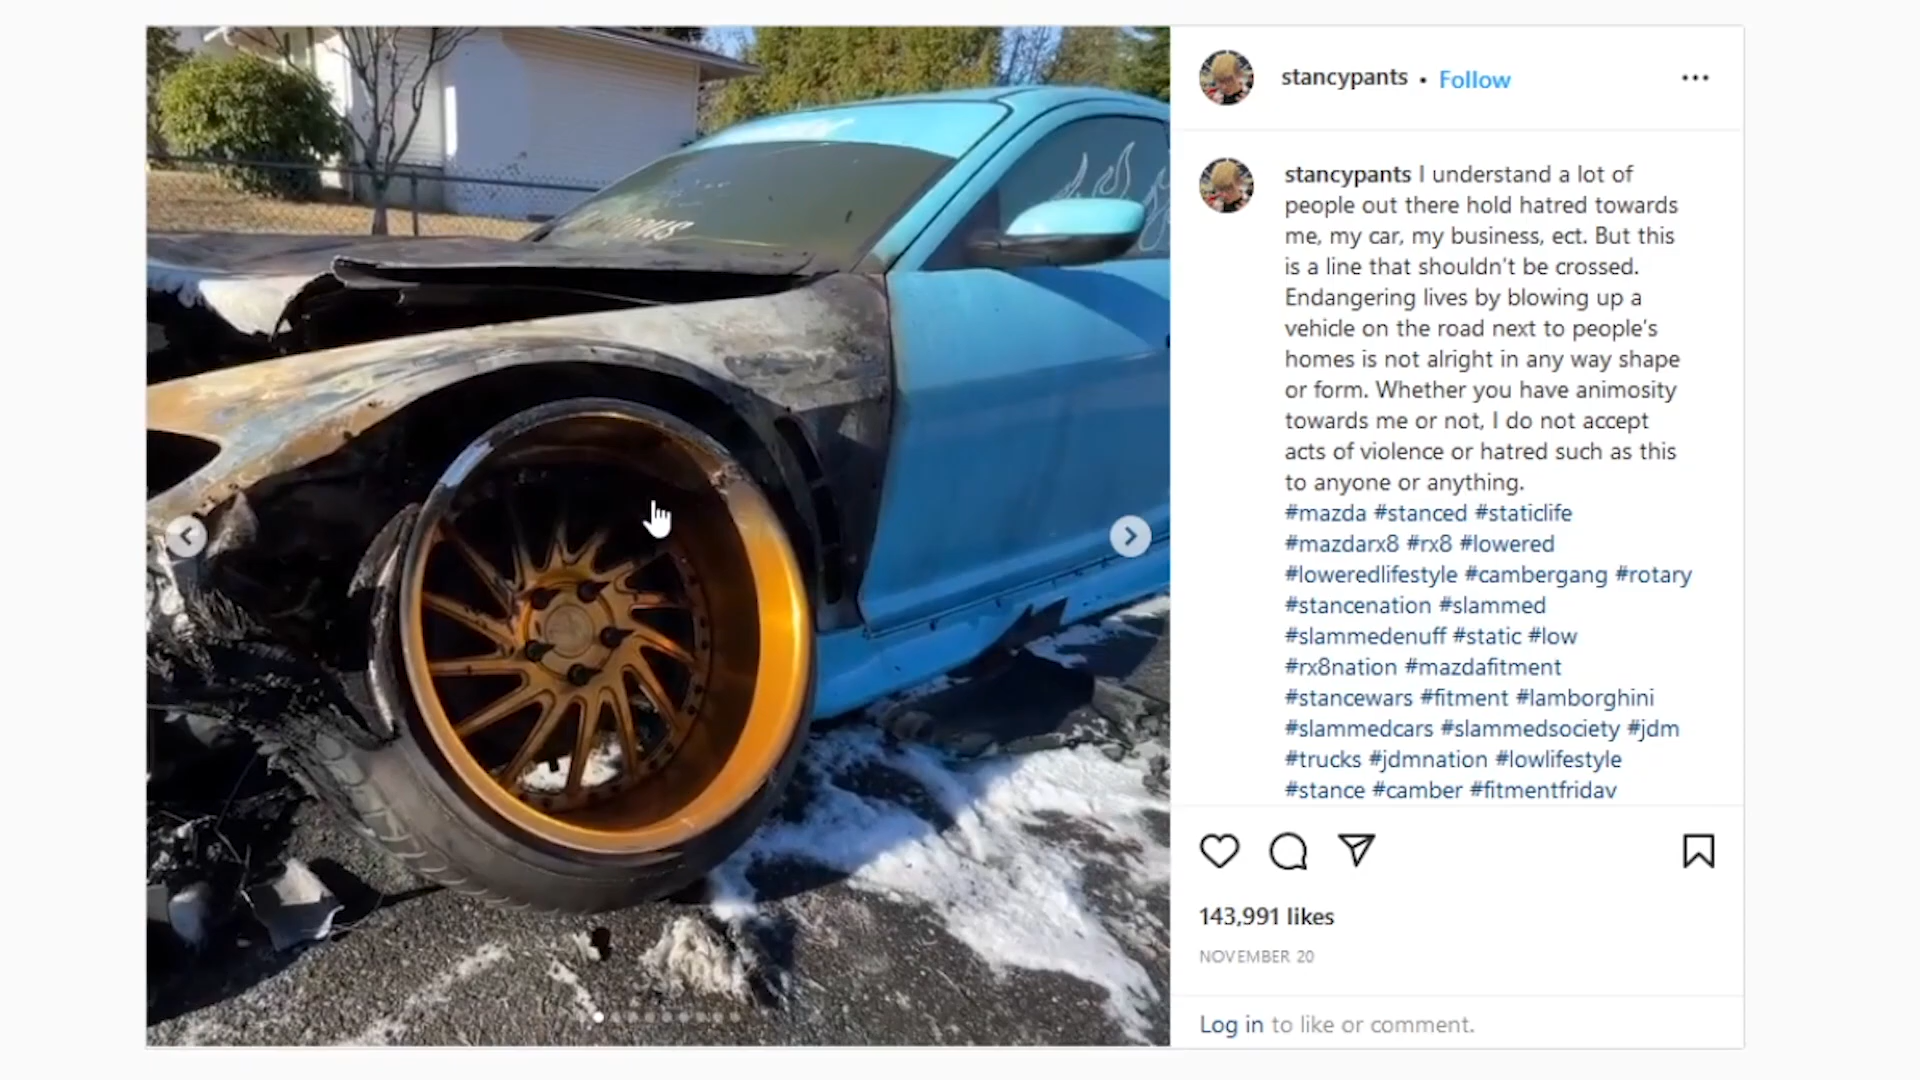 stancypants • Follow
stancypants I understand a lot of
people out there hold hatred towards
me, my car, my business, ect. But this
is a line that shouldn't be crossed.
Endangering lives by blowing up a
vehicle on the road next to people's
homes is not alright in any way shape
or form. Whether you have animosity
towards me or not, I do not accept
acts of violence or hatred such as this
to anyone or anything.
#mazda #stanced #staticlife
#mazdarx8 #rx8 #lowered
#loweredlifestyle #cambergang #rotary
#stancenation #slammed
#slammedenuff #static #low
#rx8nation #mazdafitment
#stancewars #fitment #lamborghini
#slammedcars #slammedsociety #jdm
#trucks #jdmnation #lowlifestyle
#stance #camber #fitmentfriday
143,991 likes
NOVEMBER 20
Log in to like or comment.